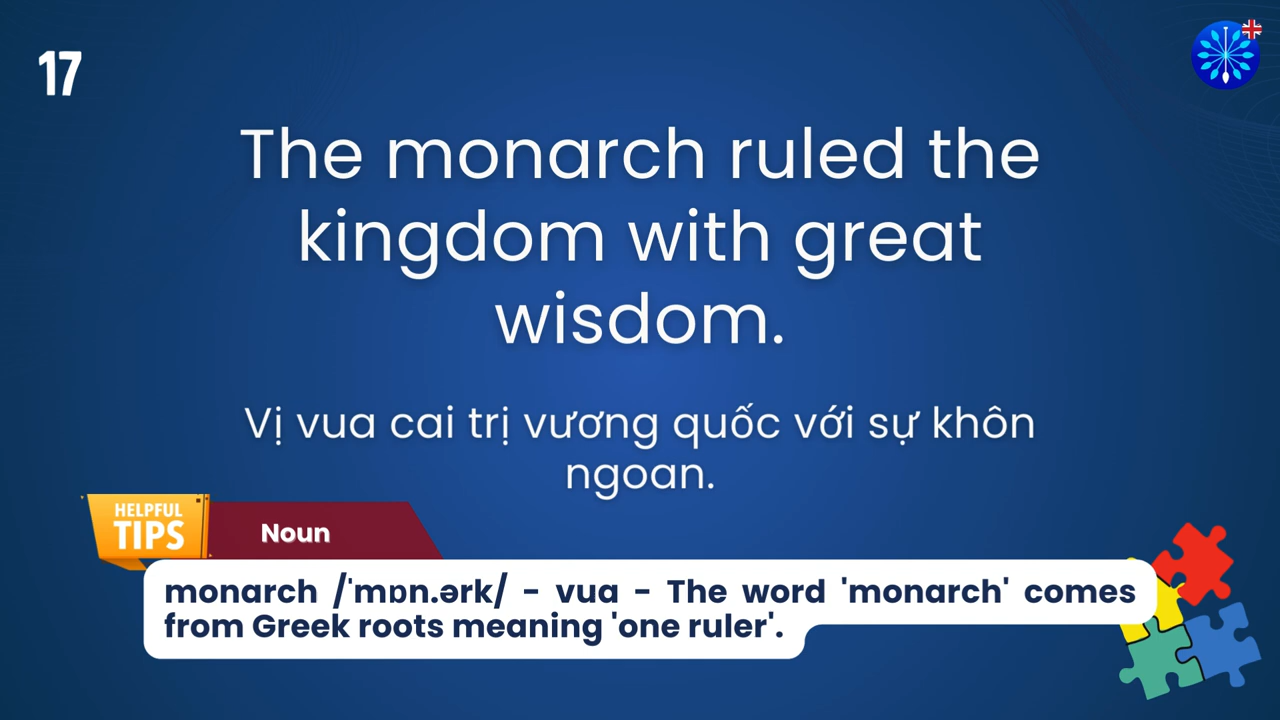 17
The monarch ruled the
kingdom with great
wisdom.
Vị vua cai trị vương quốc với sự khôn
ngoan.
HELPFUL
TIPS
Noun
monarch /ˈmɒn.ərk/ - vua - The word 'monarch' comes
from Greek roots meaning 'one ruler'.